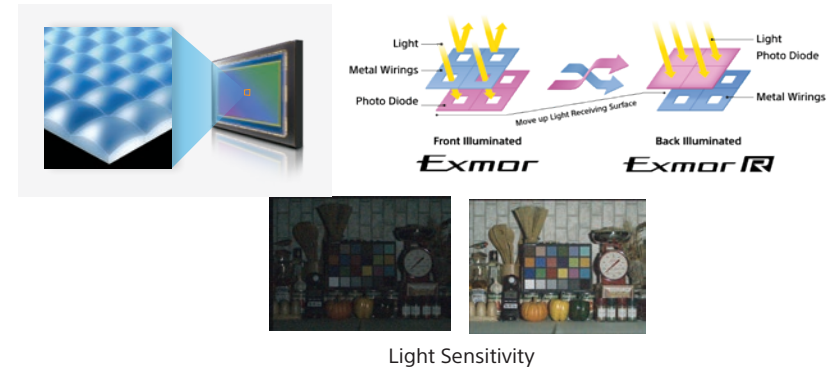 Light
Metal Wirings
Photo Diode
Light
Photo Diode
Metal Wirings
Move up Light Receiving Surface
Front Illuminated
Back Illuminated
Exmor
Exmor R
Light Sensitivity